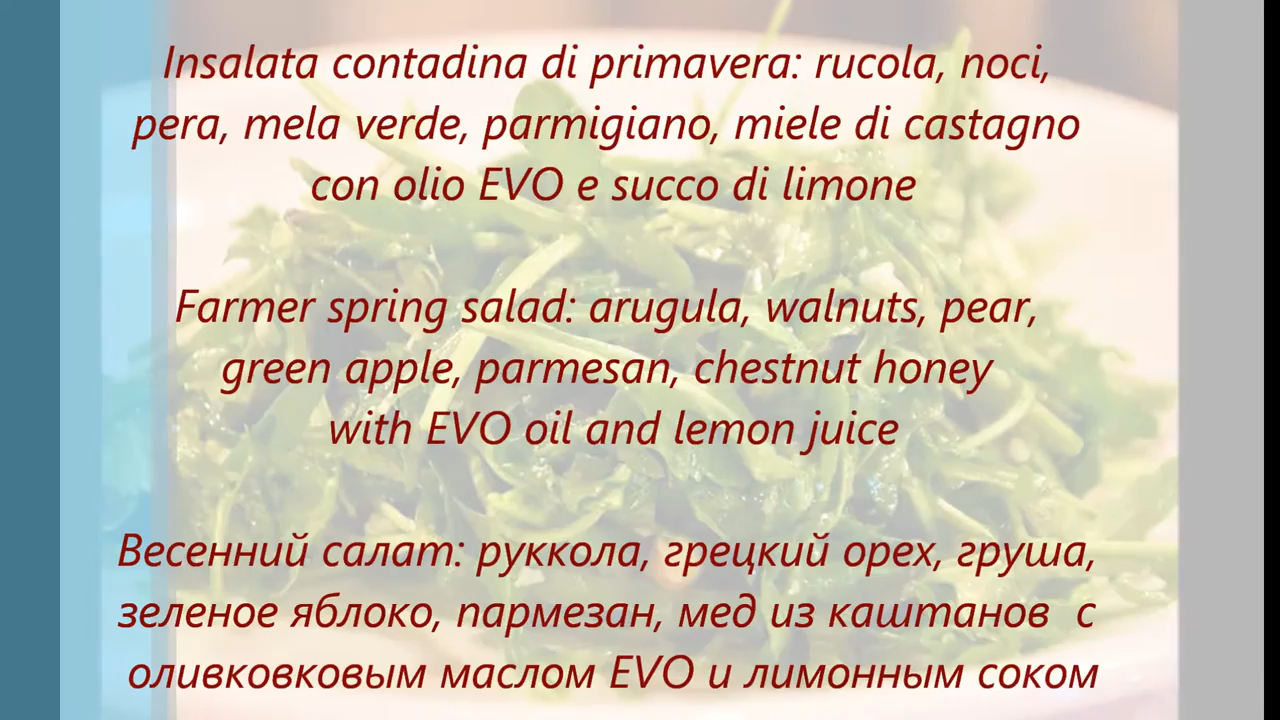 Insalata contadina di primavera: rucola, noci,
pera, mela verde, parmigiano, miele di castagno
con olio EVO e succo di limone
Farmer spring salad: arugula, walnuts, pear,
green apple, parmesan, chestnut honey
with EVO oil and lemon juice
Весенний салат: руккола, грецкий орех, груша,
зеленое яблоко, пармезан, мед из каштанов с
оливковковым маслом EVO и лимонным соком